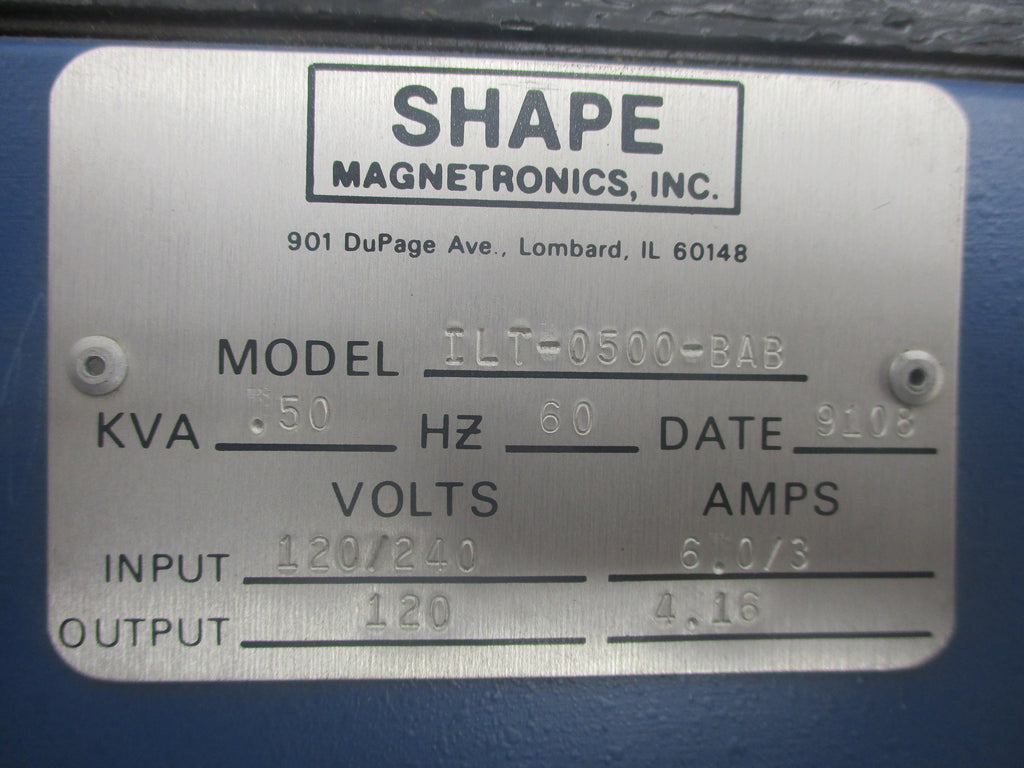 SHAPE
MAGNETRONICS, INC.
901 DuPage Ave., Lombard, IL 60148
MODEL ILT-0500-BAB
KVA .50 HZ 60 DATE 9108
VOLTS AMPS
INPUT 120/240 6.0/3
OUTPUT 120 4.16